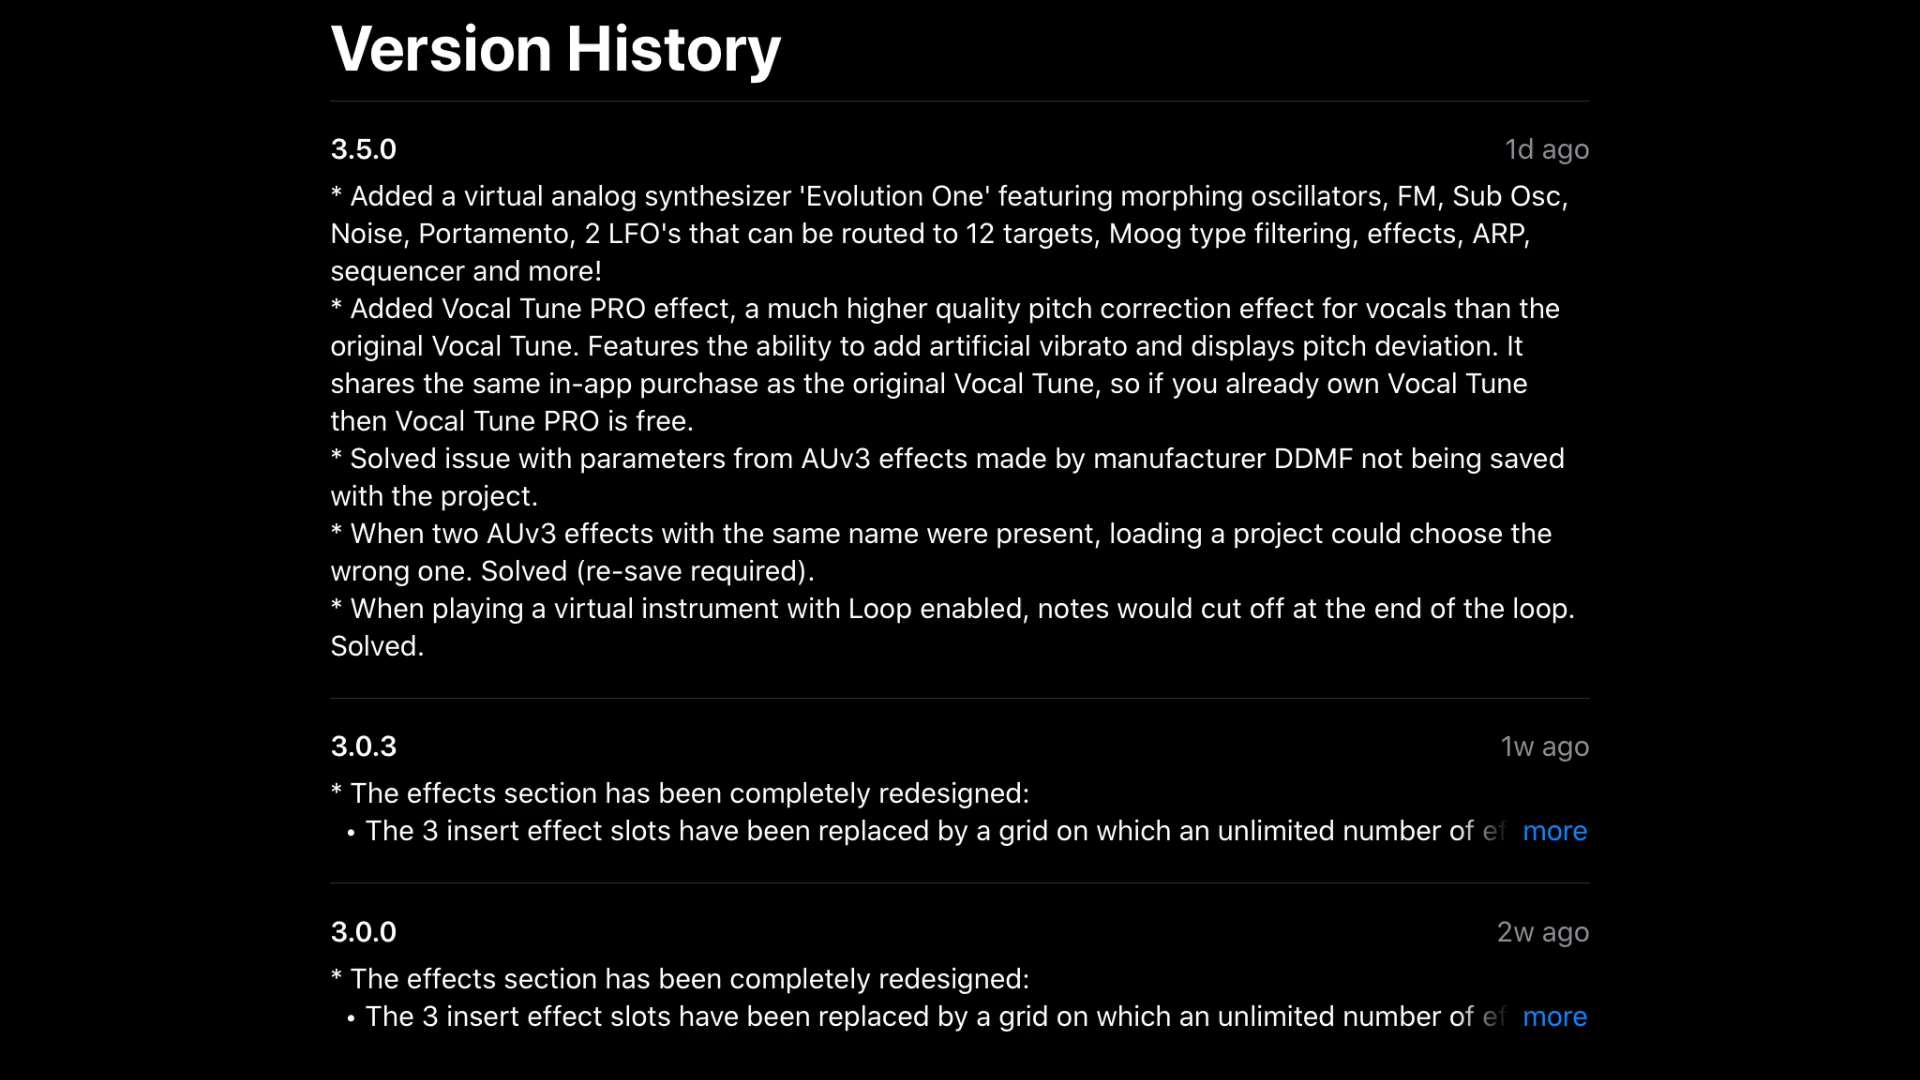 Version History
3.5.0
1d ago
* Added a virtual analog synthesizer 'Evolution One' featuring morphing oscillators, FM, Sub Osc,
Noise, Portamento, 2 LFO's that can be routed to 12 targets, Moog type filtering, effects, ARP,
sequencer and more!
* Added Vocal Tune PRO effect, a much higher quality pitch correction effect for vocals than the
original Vocal Tune. Features the ability to add artificial vibrato and displays pitch deviation. It
shares the same in-app purchase as the original Vocal Tune, so if you already own Vocal Tune
then Vocal Tune PRO is free.
* Solved issue with parameters from AUv3 effects made by manufacturer DDMF not being saved
with the project.
* When two AUv3 effects with the same name were present, loading a project could choose the
wrong one. Solved (re-save required).
* When playing a virtual instrument with Loop enabled, notes would cut off at the end of the loop.
Solved.
3.0.3
1w ago
* The effects section has been completely redesigned:
• The 3 insert effect slots have been replaced by a grid on which an unlimited number of ef more
3.0.0
2w ago
* The effects section has been completely redesigned:
• The 3 insert effect slots have been replaced by a grid on which an unlimited number of ef more